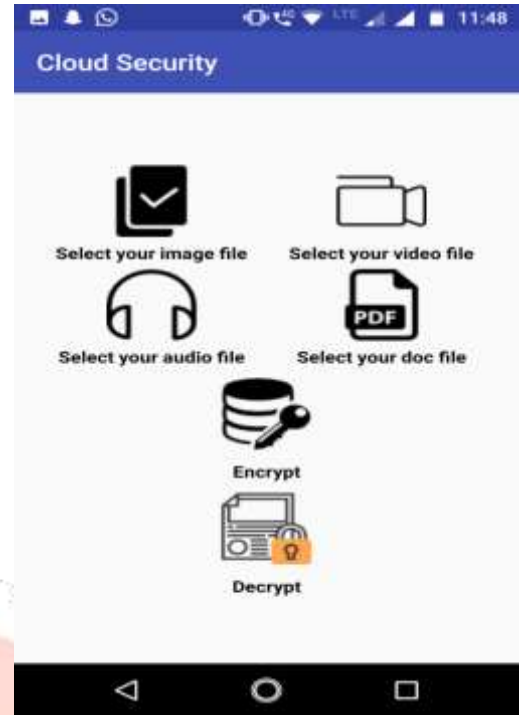 LTE 11:48
Cloud Security
Select your image file Select your video file
PDF
Select your audio file Select your doc file
Encrypt
Decrypt